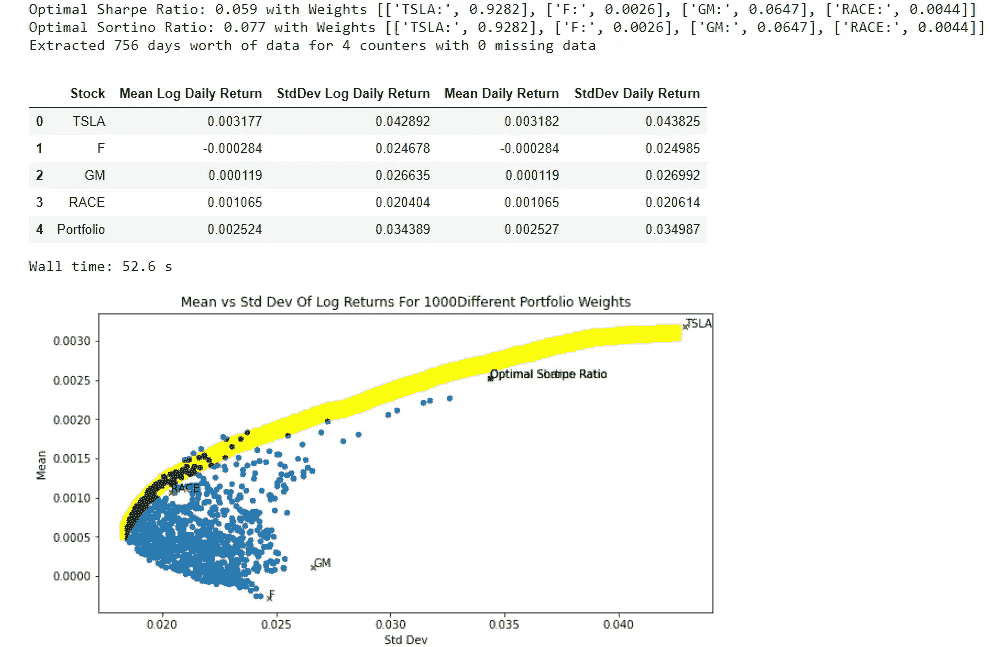 Optimal Sharpe Ratio: 0.059 with Weights [['TSLA:', 0.9282], ['F:', 0.0026], ['GM:', 0.0647], ['RACE:', 0.0044]]
Optimal Sortino Ratio: 0.077 with Weights [['TSLA:', 0.9282], ['F:', 0.0026], ['GM:', 0.0647], ['RACE:', 0.0044]]
Extracted 756 days worth of data for 4 counters with 0 missing data
Stock Mean Log Daily Return StdDev Log Daily Return Mean Daily Return StdDev Daily Return
0 TSLA 0.003177 0.042892 0.003182 0.043825
1 F -0.000284 0.024678 -0.000284 0.024985
2 GM 0.000119 0.026635 0.000119 0.026992
3 RACE 0.001065 0.020404 0.001065 0.020614
4 Portfolio 0.002524 0.034389 0.002527 0.034987
Wall time: 52.6 s
Mean vs Std Dev Of Log Returns For 1000Different Portfolio Weights
TSLA
0.0030
0.0025
Optimal Ratio
0.0020
0.0015
Mean
RACE
0.0010
0.0005
GM
0.0000
F
0.020 0.025 0.030 0.035 0.040
Std Dev